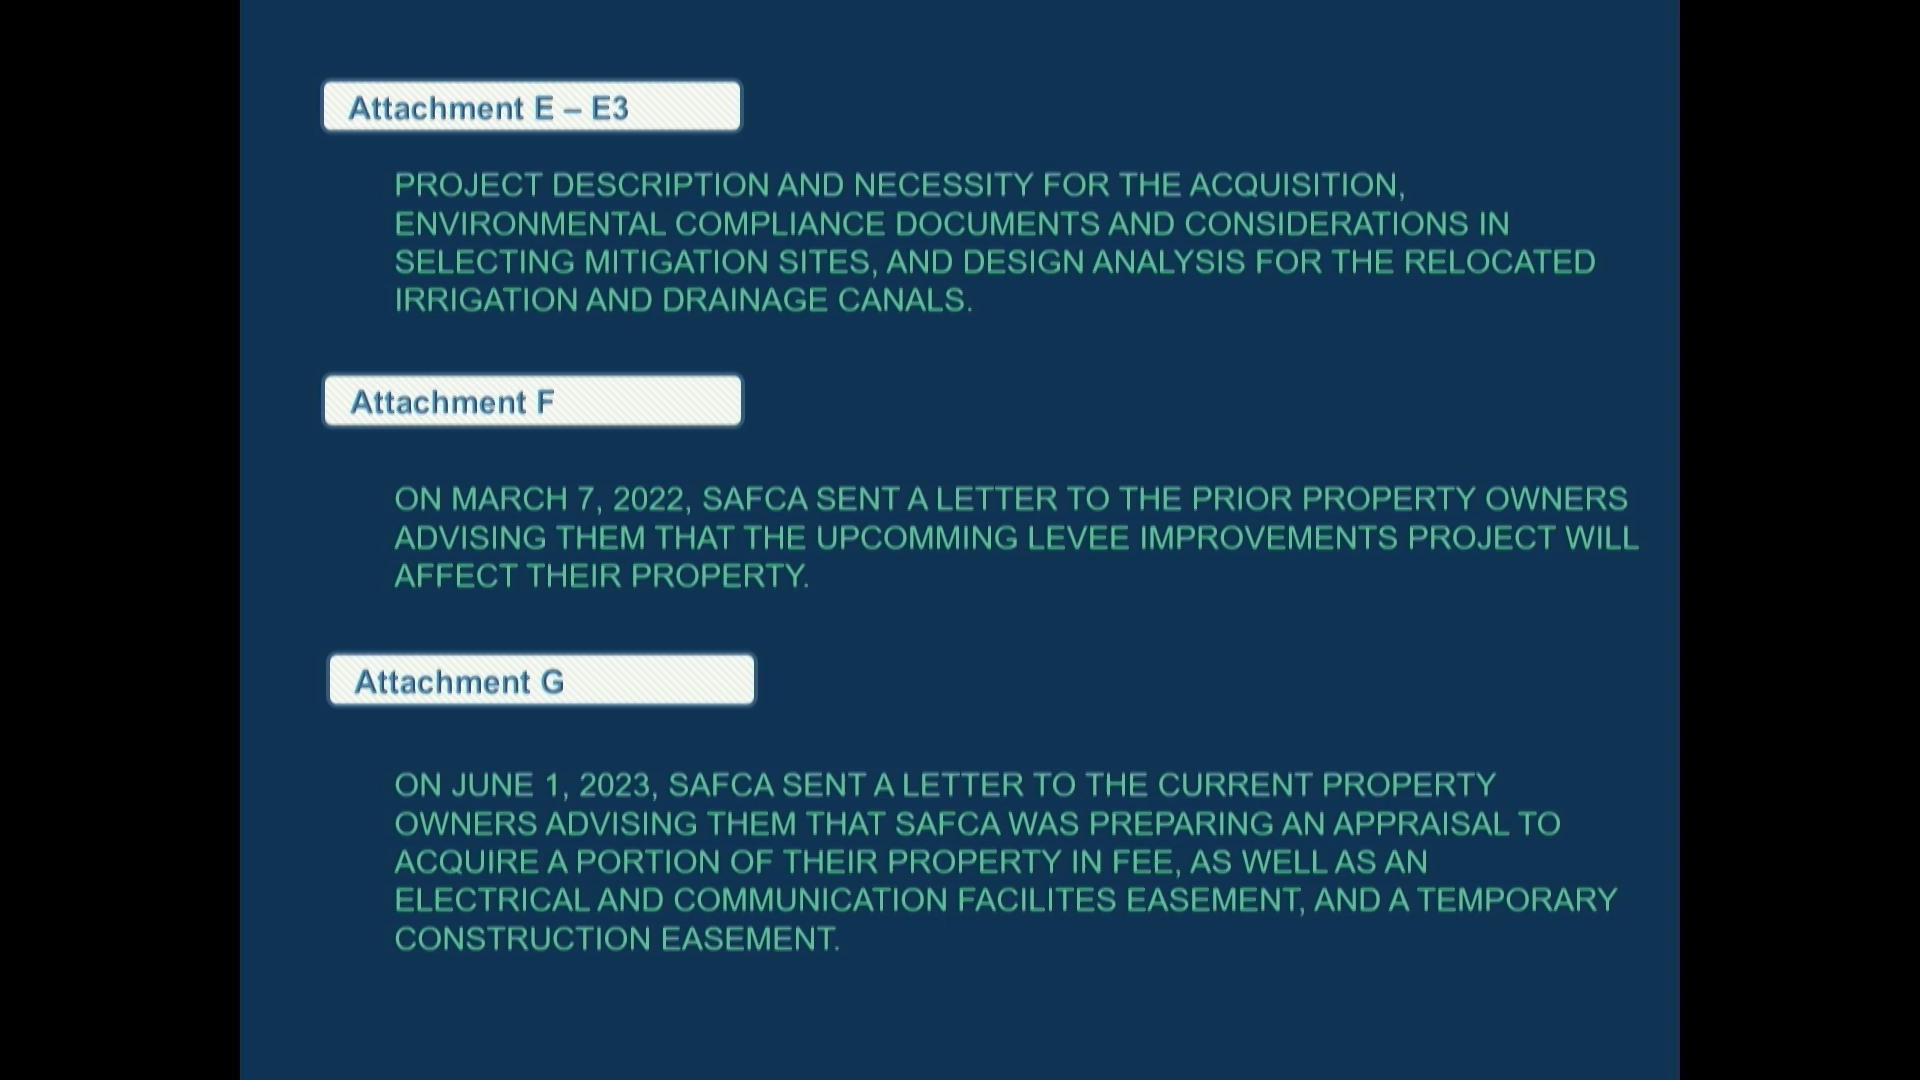 Attachment E – E3
PROJECT DESCRIPTION AND NECESSITY FOR THE ACQUISITION,
ENVIRONMENTAL COMPLIANCE DOCUMENTS AND CONSIDERATIONS IN
SELECTING MITIGATION SITES, AND DESIGN ANALYSIS FOR THE RELOCATED
IRRIGATION AND DRAINAGE CANALS.
Attachment F
ON MARCH 7, 2022, SAFCA SENT A LETTER TO THE PRIOR PROPERTY OWNERS
ADVISING THEM THAT THE UPCOMMING LEVEE IMPROVEMENTS PROJECT WILL
AFFECT THEIR PROPERTY.
Attachment G
ON JUNE 1, 2023, SAFCA SENT A LETTER TO THE CURRENT PROPERTY
OWNERS ADVISING THEM THAT SAFCA WAS PREPARING AN APPRAISAL TO
ACQUIRE A PORTION OF THEIR PROPERTY IN FEE, AS WELL AS AN
ELECTRICAL AND COMMUNICATION FACILITES EASEMENT, AND A TEMPORARY
CONSTRUCTION EASEMENT.